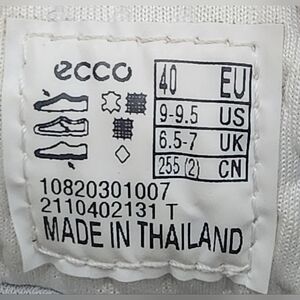 ecco
40 EU
9-9.5 US
6.5-7 UK
255 (2) CN
10820301007
2110402131 T
MADE IN THAILAND